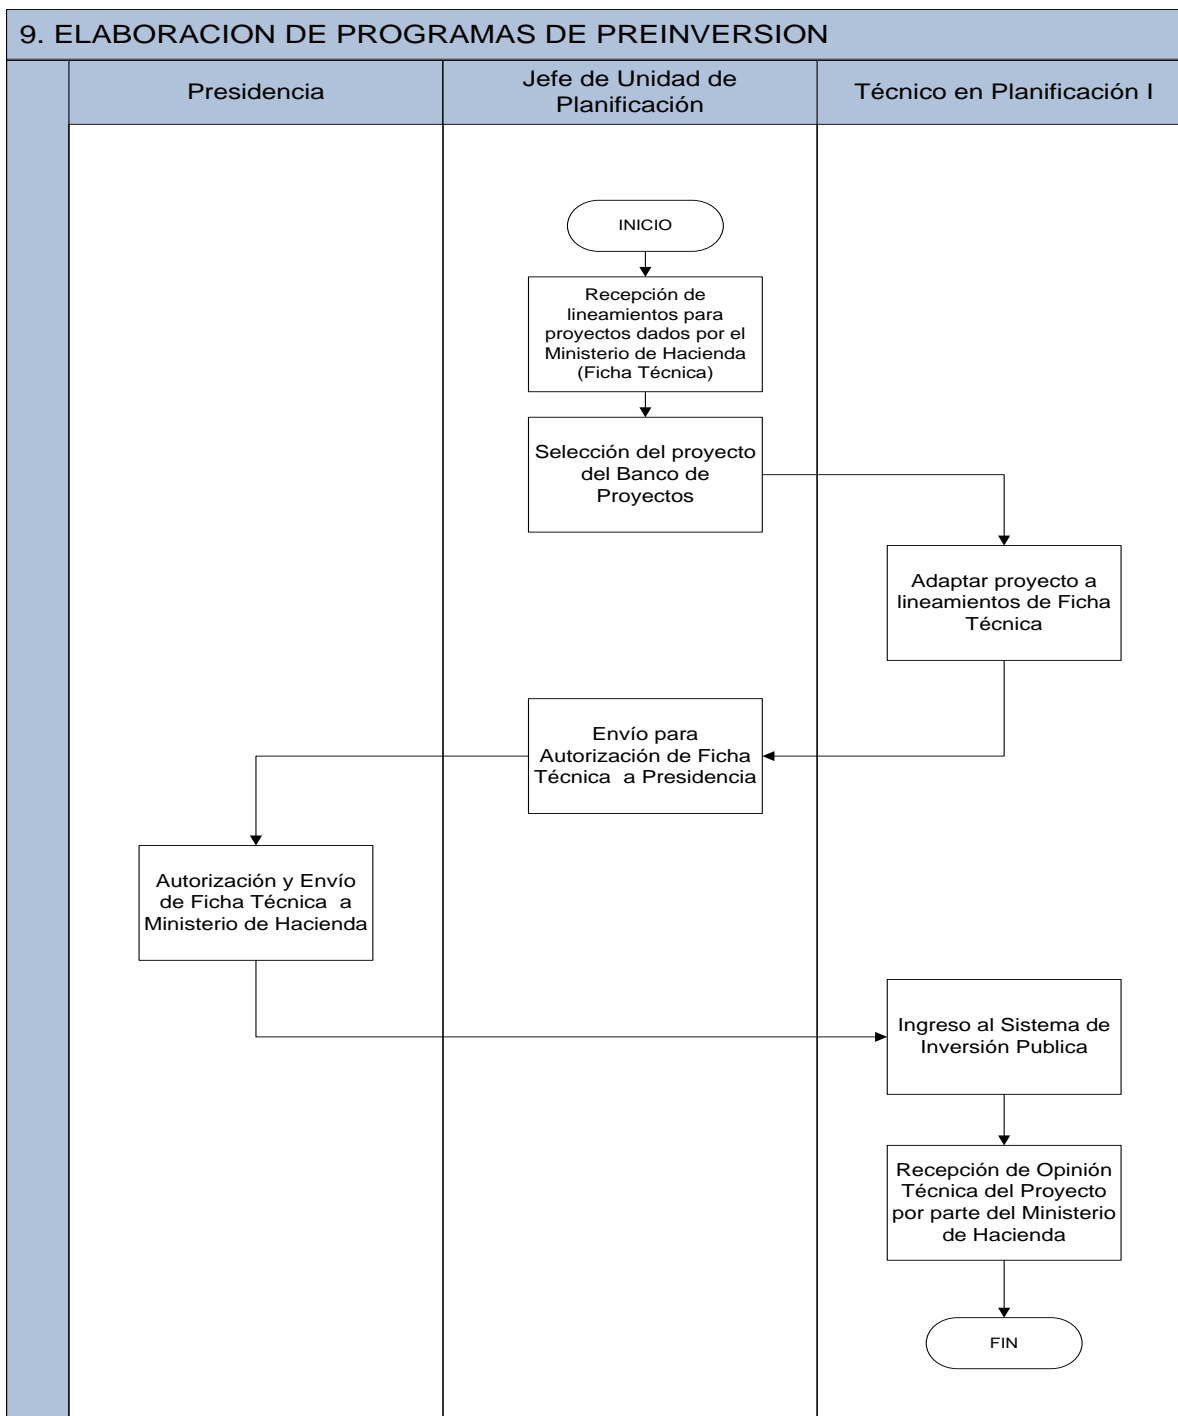 9. ELABORACION DE PROGRAMAS DE PREINVERSION
Presidencia
Jefe de Unidad de
Planificación
Técnico en Planificación I
INICIO
Recepción de
lineamientos para
proyectos dados por el
Ministerio de Hacienda
(Ficha Técnica)
Selección del proyecto
del Banco de
Proyectos
Adaptar proyecto a
lineamientos de Ficha
Técnica
Envío para
Autorización de Ficha
Técnica a Presidencia
Autorización y Envío
de Ficha Técnica a
Ministerio de Hacienda
Ingreso al Sistema de
Inversión Publica
Recepción de Opinión
Técnica del Proyecto
por parte del Ministerio
de Hacienda
FIN